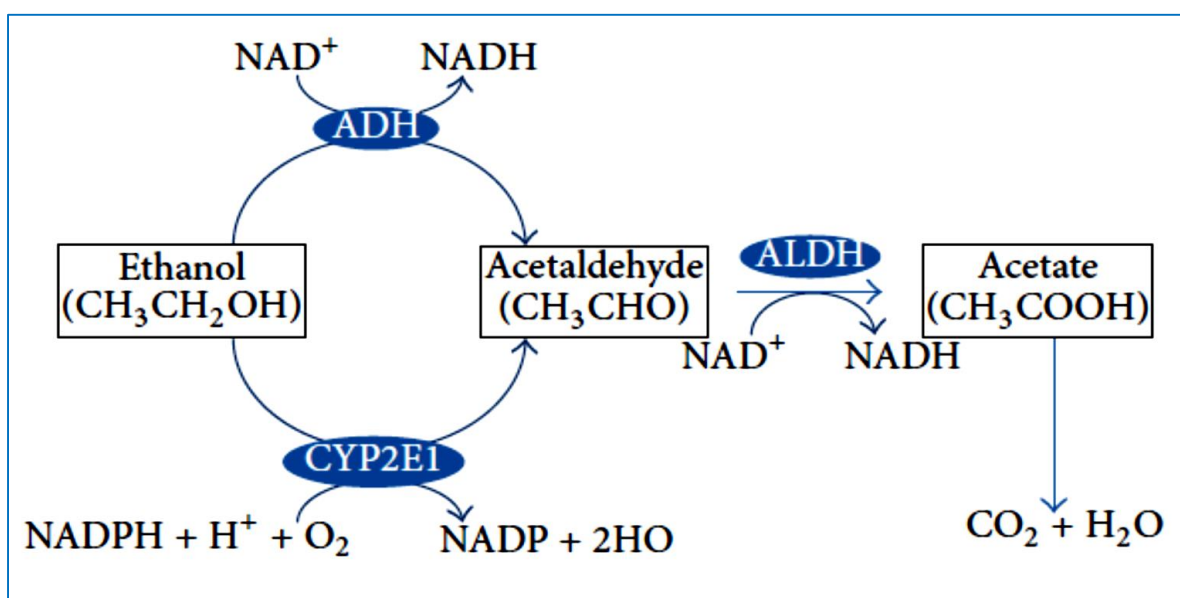 NAD⁺ NADH
ADH
Ethanol
(CH₃CH₂OH)
Acetaldehyde
(CH₃CHO)
ALDH
NAD⁺ NADH
Acetate
(CH₃COOH)
CYP2E1
NADPH + H⁺ + O₂ NADP + 2HO
CO₂ + H₂O